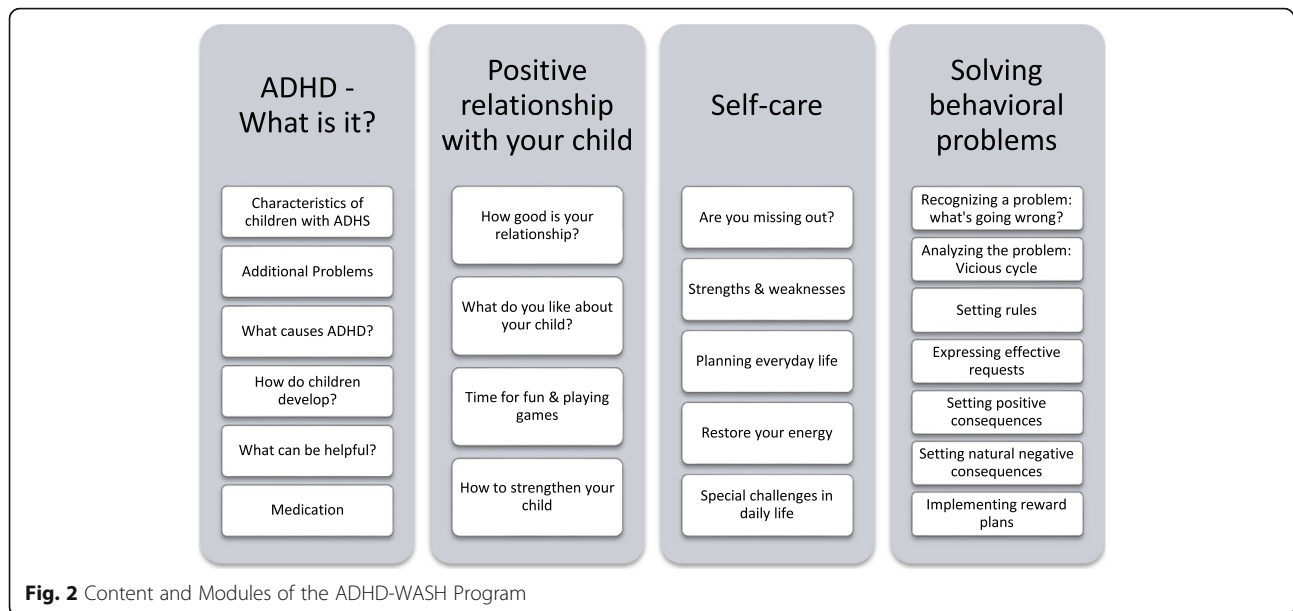 ADHD -
What is it?
Characteristics of
children with ADHS
Additional Problems
What causes ADHD?
How do children
develop?
What can be helpful?
Medication
Positive
relationship
with your child
How good is your
relationship?
What do you like about
your child?
Time for fun & playing
games
How to strengthen your
child
Self-care
Are you missing out?
Strengths & weaknesses
Planning everyday life
Restore your energy
Special challenges in
daily life
Solving
behavioral
problems
Recognizing a problem:
what's going wrong?
Analyzing the problem:
Vicious cycle
Setting rules
Expressing effective
requests
Setting positive
consequences
Setting natural negative
consequences
Implementing reward
plans
Fig. 2 Content and Modules of the ADHD-WASH Program